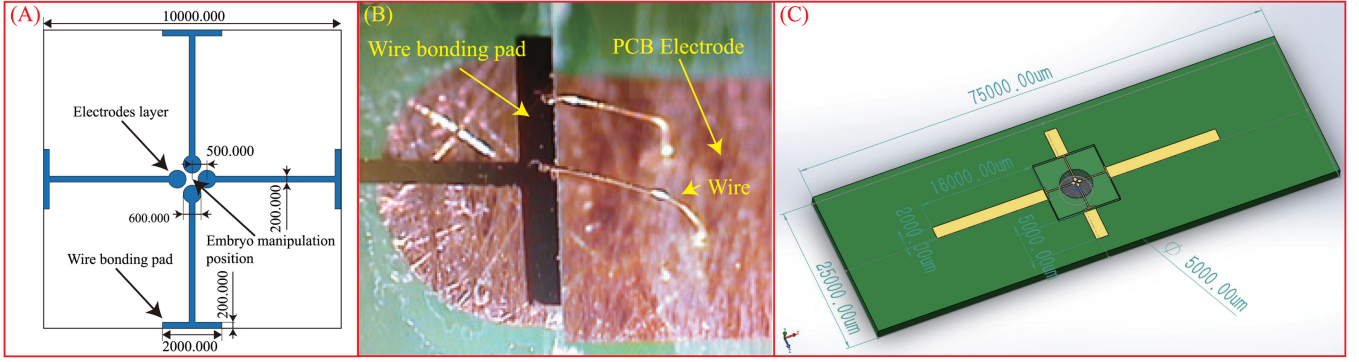 (A)
10000.000
Electrodes layer
500.000
200.000
600.000
Embryo manipulation
position
Wire bonding pad
200.000
2000.000
(B)
Wire bonding pad
PCB Electrode
Wire
(C)
75000.00um
18000.00um
2000.00um
5000.00um
25000.00um
Ø 5000.00um